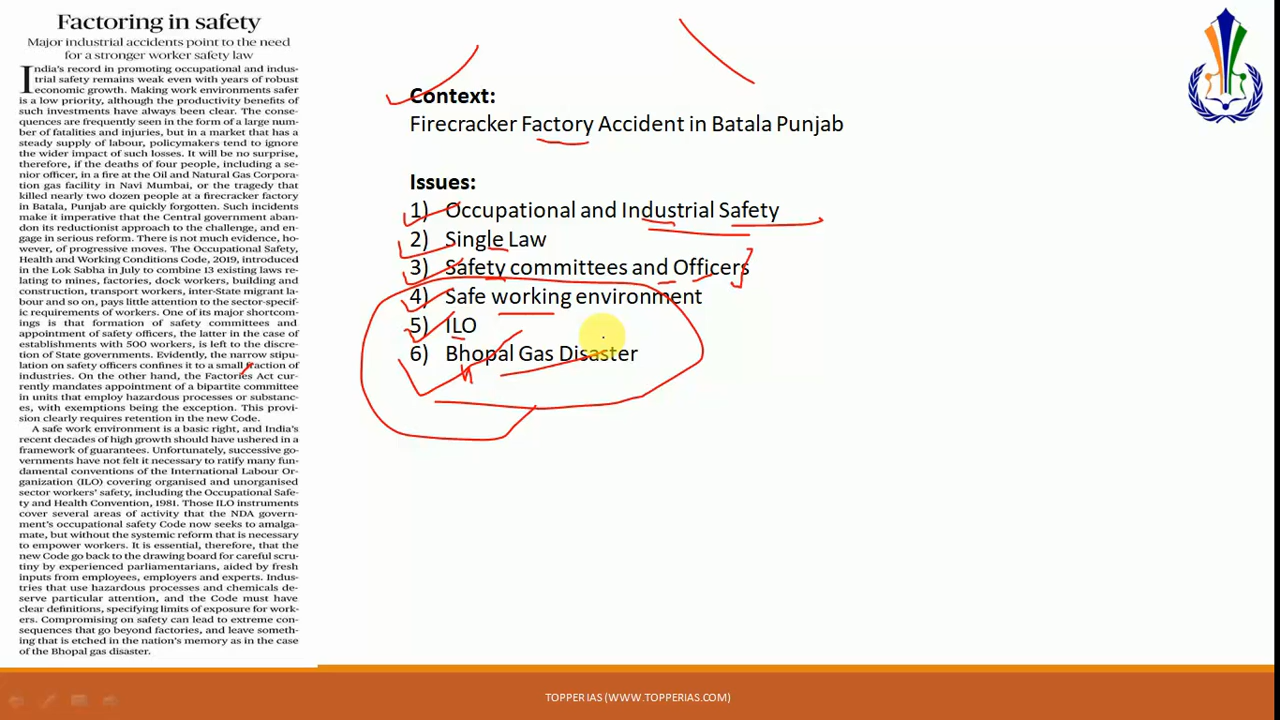 Factoring in safety
Major industrial accidents point to the need
for a stronger worker safety law
India's record in promoting occupational and indus-
trial safety remains weak even with years of robust
economic growth. Making work environments safer
is a low priority, although the productivity benefits of
such investments have always been clear. The conse-
quences are frequently seen in the form of a large num-
ber of fatalities and injuries, but in a market that has a
steady supply of labour, policymakers tend to ignore
the wider impact of such losses. It will be no surprise,
therefore, if the deaths of four people, including a se-
nior officer, in a fire at the Oil and Natural Gas Corpora-
tion gas facility in Navi Mumbai, or the tragedy that
killed nearly two dozen people at a firecracker factory
in Batala, Punjab are quickly forgotten. Such incidents
make it imperative that the Central government aban-
don its reductionist approach to the challenge, and en-
gage in serious reform. There is not much evidence, ho-
wever, of progressive moves. The Occupational Safety,
Health and Working Conditions Code, 2019, introduced
in the Lok Sabha in July to combine 13 existing laws re-
lating to mines, factories, dock workers, building and
construction, transport workers, inter-State migrant la-
bour and so on, pays little attention to the sector-specif-
ic requirements of workers. One of its major shortcom-
ings is that formation of safety committees and
appointment of safety officers, the latter in the case of
establishments with 500 workers, is left to the discre-
tion of State governments. Evidently, the narrow stipu-
lation on safety officers confines it to a small fraction of
industries. On the other hand, the Factories Act cur-
rently mandates appointment of a bipartite committee
in units that employ hazardous processes or substanc-
es, with exemptions being the exception. This provi-
sion clearly requires retention in the new Code.
A safe work environment is a basic right, and India's
recent decades of high growth should have ushered in a
framework of guarantees. Unfortunately, successive go-
vernments have not felt it necessary to ratify many fun-
damental conventions of the International Labour Or-
ganization (ILO) covering organised and unorganised
sector workers' safety, including the Occupational Safe-
ty and Health Convention, 1981. Those ILO instruments
cover several areas of activity that the NDA govern-
ment's occupational safety Code now seeks to amalga-
mate, but without the systemic reform that is necessary
to empower workers. It is essential, therefore, that the
new Code go back to the drawing board for careful scru-
tiny by experienced parliamentarians, aided by fresh
inputs from employees, employers and experts. Indus-
tries that use hazardous processes and chemicals de-
serve particular attention, and the Code must have
clear definitions, specifying limits of exposure for work-
ers. Compromising on safety can lead to extreme con-
sequences that go beyond factories, and leave someth-
ing that is etched in the nation's memory as in the case
of the Bhopal gas disaster.
Context:
Firecracker Factory Accident in Batala Punjab
Issues:
1) Occupational and Industrial Safety
2) Single Law
3) Safety committees and Officers
4) Safe working environment
5) ILO
6) Bhopal Gas Disaster
TOPPER IAS (WWW.TOPPERIAS.COM)